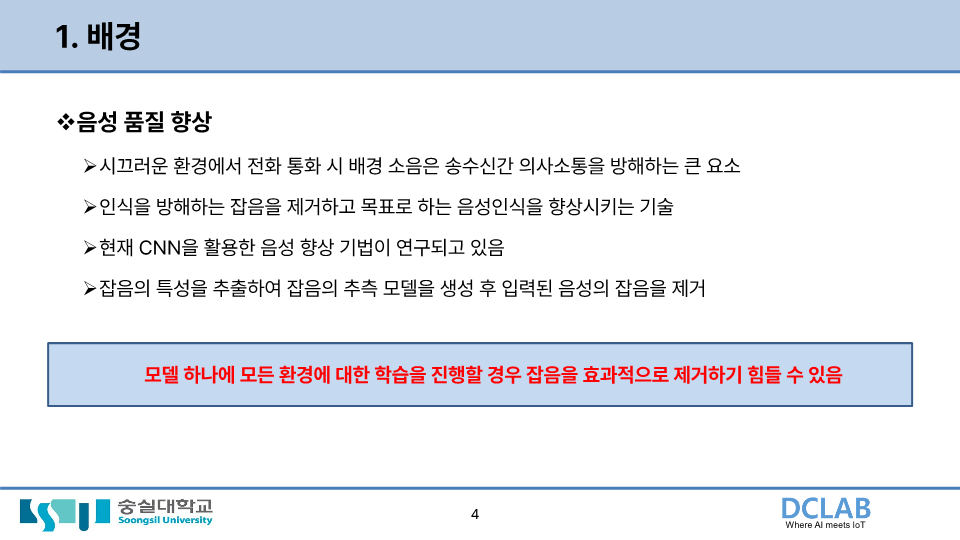 1. 배경
❖음성 품질 향상
➢시끄러운 환경에서 전화 통화 시 배경 소음은 송수신간 의사소통을 방해하는 큰 요소
➢인식을 방해하는 잡음을 제거하고 목표로 하는 음성인식을 향상시키는 기술
➢현재 CNN을 활용한 음성 향상 기법이 연구되고 있음
➢잡음의 특성을 추출하여 잡음의 추측 모델을 생성 후 입력된 음성의 잡음을 제거
모델 하나에 모든 환경에 대한 학습을 진행할 경우 잡음을 효과적으로 제거하기 힘들 수 있음
숭실대학교
Soongsil University
4
DCLAB
Where AI meets IoT